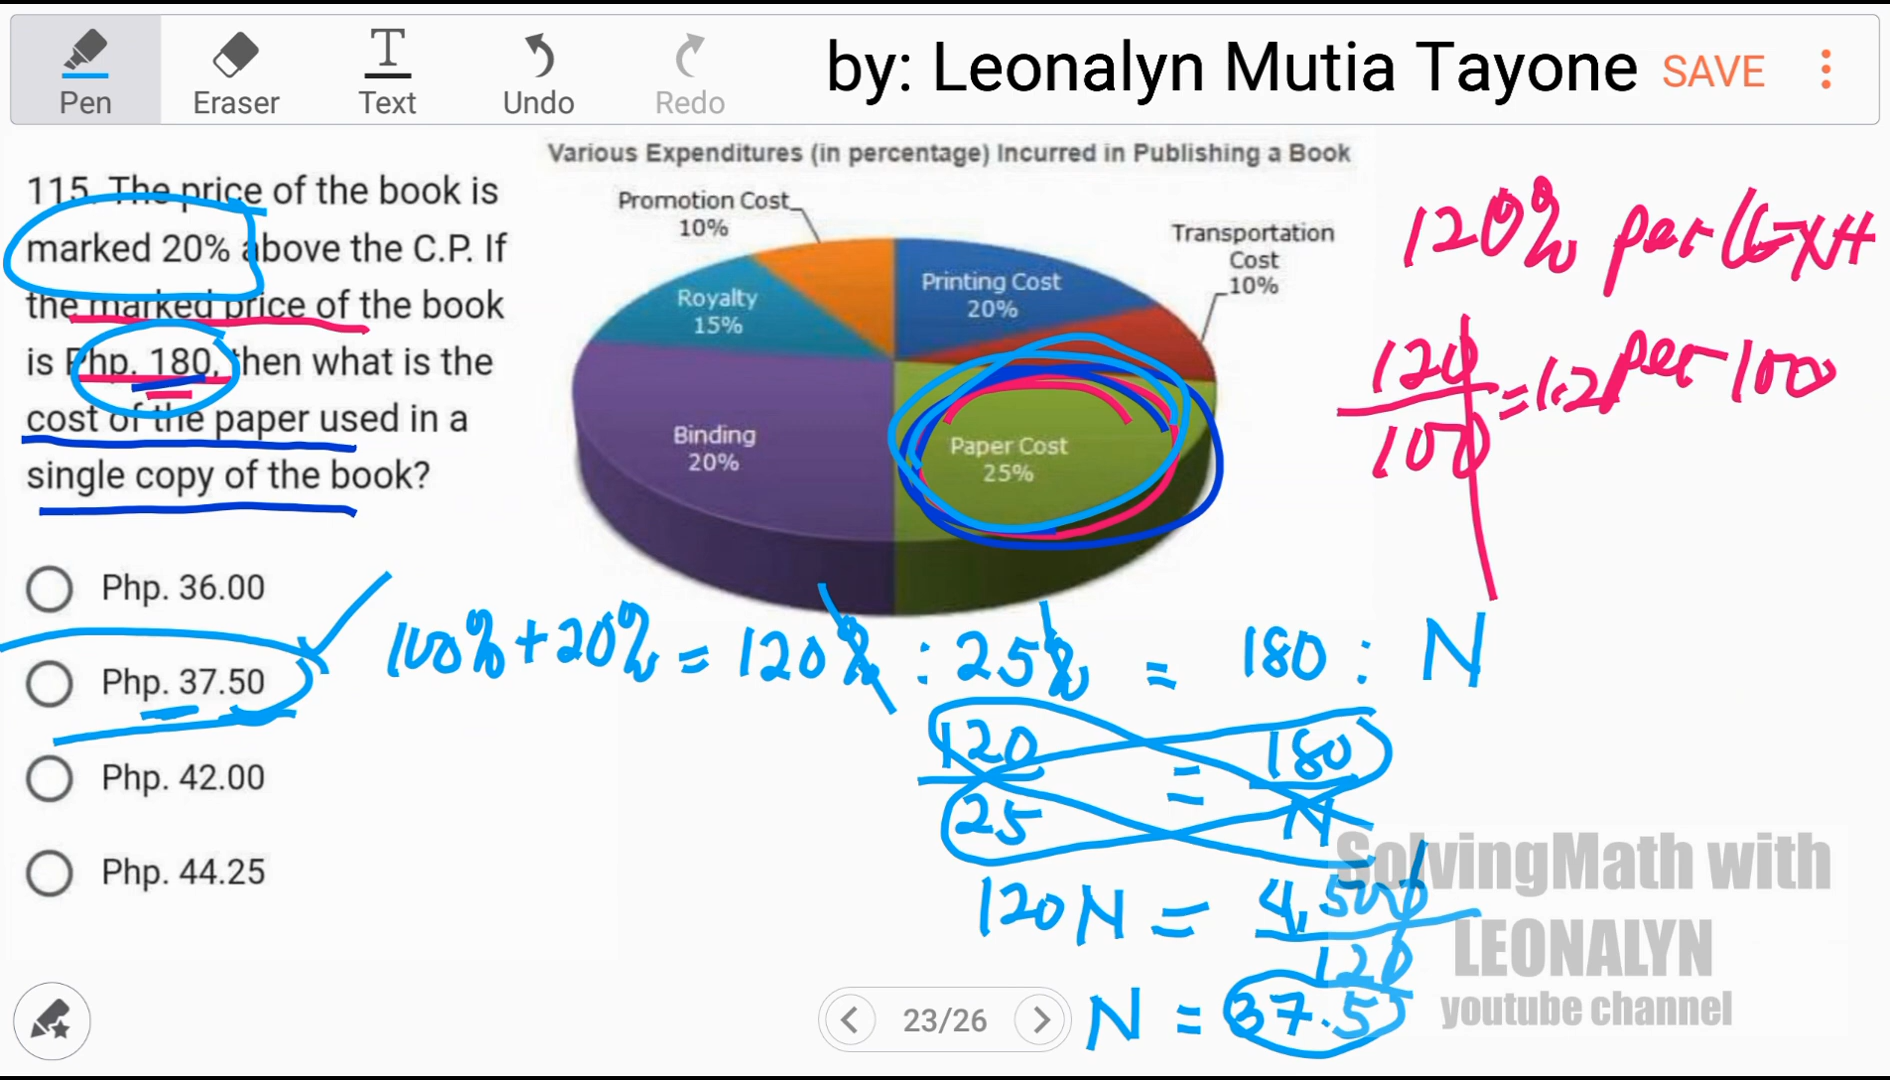 Pen
Eraser
Text
Undo
Redo
by: Leonalyn Mutia Tayone
SAVE
115. The price of the book is
marked 20% above the C.P. If
the marked price of the book
is Php. 180, then what is the
cost of the paper used in a
single copy of the book?
Php. 36.00
Php. 37.50
Php. 42.00
Php. 44.25
Various Expenditures (in percentage) Incurred in Publishing a Book
Promotion Cost
10%
Transportation
Cost
10%
Printing Cost
20%
Royalty
15%
Binding
20%
Paper Cost
25%
120% per
120
100
= 1.2 per 100
100% + 20% = 120% : 25% = 180 : N
120 = 180
25 N
120N = 4,500
120
N = 37.5
SolvingMath with
LEONALYN
youtube channel
23/26